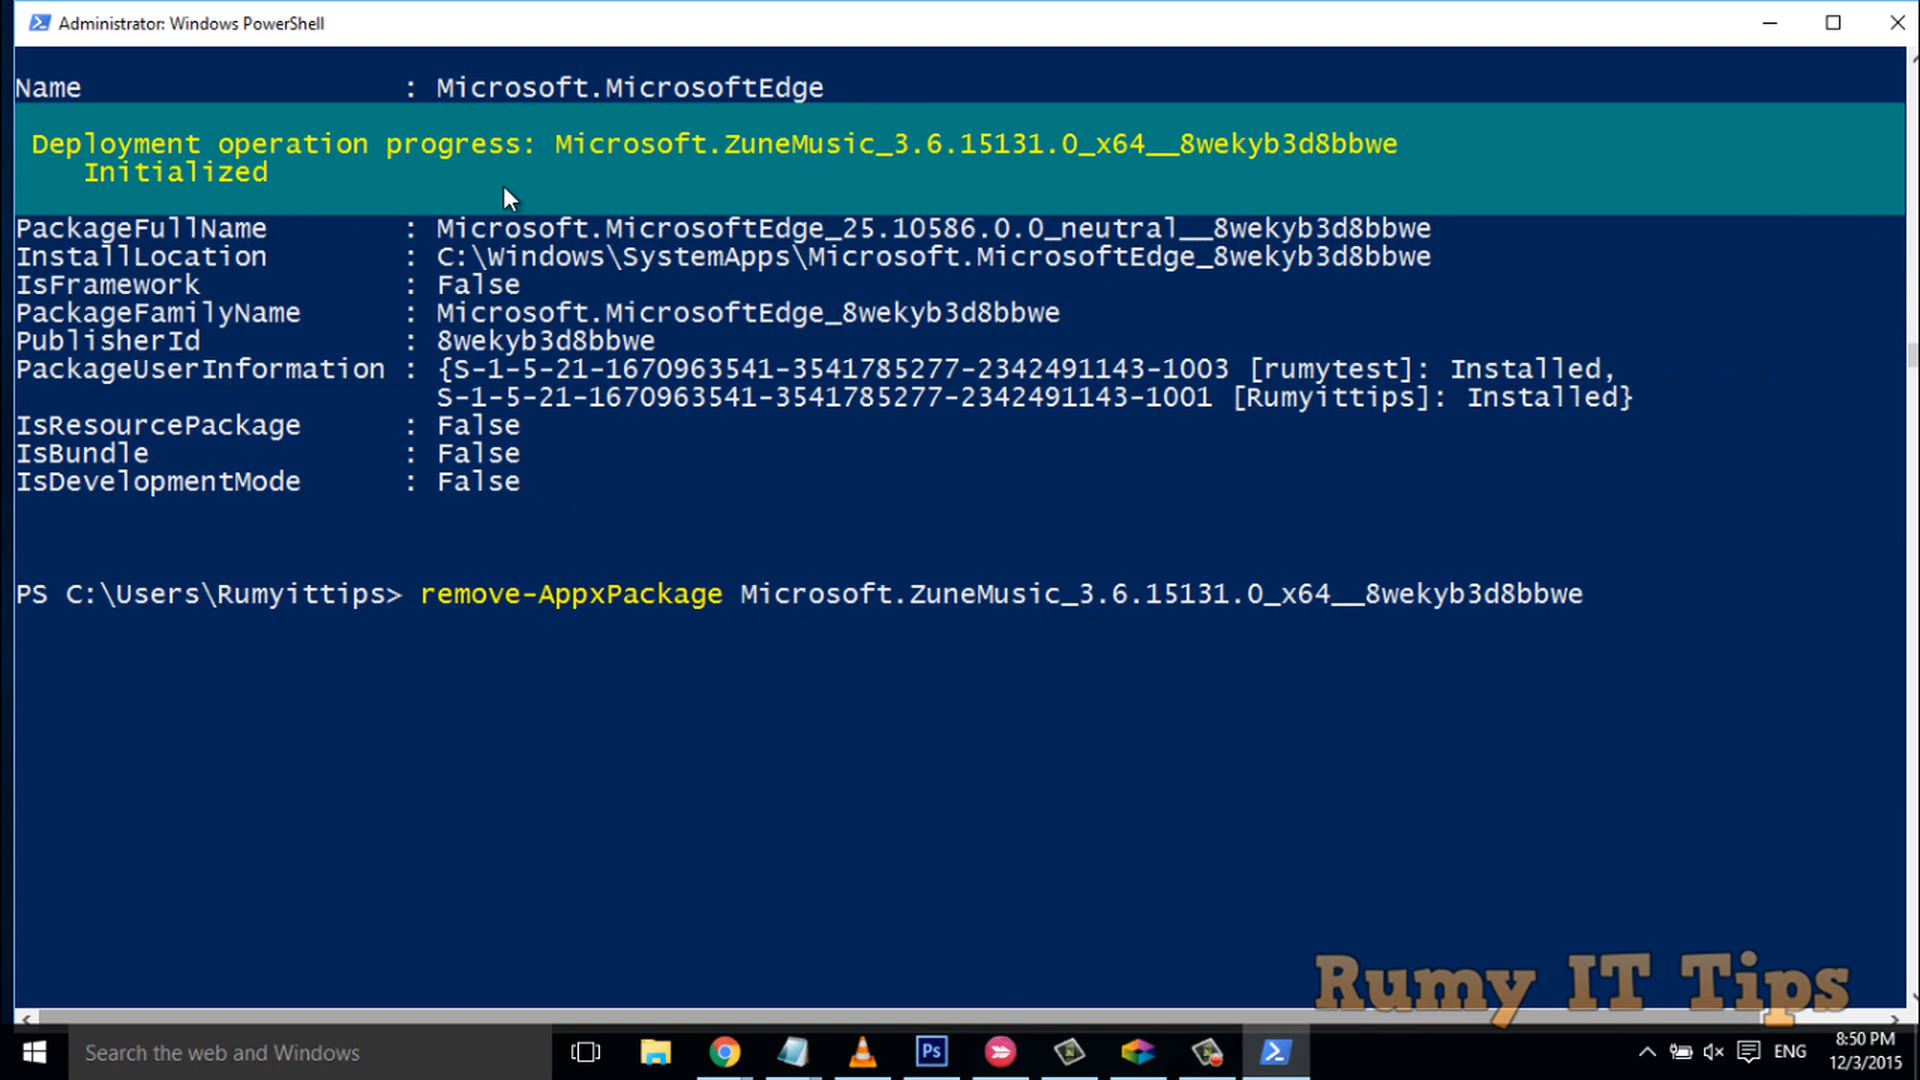 Administrator: Windows PowerShell
Name : Microsoft.MicrosoftEdge
Deployment operation progress: Microsoft.ZuneMusic_3.6.15131.0_x64__8wekyb3d8bbwe
Initialized
PackageFullName : Microsoft.MicrosoftEdge_25.10586.0.0_neutral__8wekyb3d8bbwe
InstallLocation : C:\Windows\SystemApps\Microsoft.MicrosoftEdge_8wekyb3d8bbwe
IsFramework : False
PackageFamilyName : Microsoft.MicrosoftEdge_8wekyb3d8bbwe
PublisherId : 8wekyb3d8bbwe
PackageUserInformation : {S-1-5-21-1670963541-3541785277-2342491143-1003 [rumytest]: Installed,
S-1-5-21-1670963541-3541785277-2342491143-1001 [Rumyittips]: Installed}
IsResourcePackage : False
IsBundle : False
IsDevelopmentMode : False
PS C:\Users\Rumyittips> remove-AppxPackage Microsoft.ZuneMusic_3.6.15131.0_x64__8wekyb3d8bbwe
Rumy IT Tips
Search the web and Windows
Ps
ENG
8:50 PM
12/3/2015